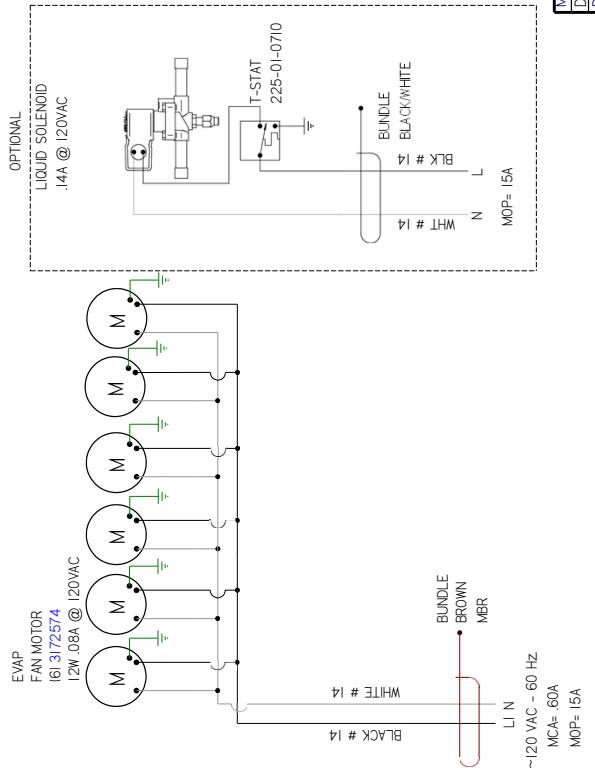 OPTIONAL
LIQUID SOLENOID
.14A @ 120VAC
T-STAT
225-01-0710
BUNDLE
BLACK/WHITE
WHT # 14
BLK # 14
N
L
MOP= 15A
M
M
M
M
M
M
EVAP
FAN MOTOR
(6) 3172574
12W .08A @ 120VAC
BUNDLE
BROWN
MBR
BLACK # 14
WHITE # 14
L1 N
~120 VAC - 60 Hz
MCA= .60A
MOP= 15A
M
D